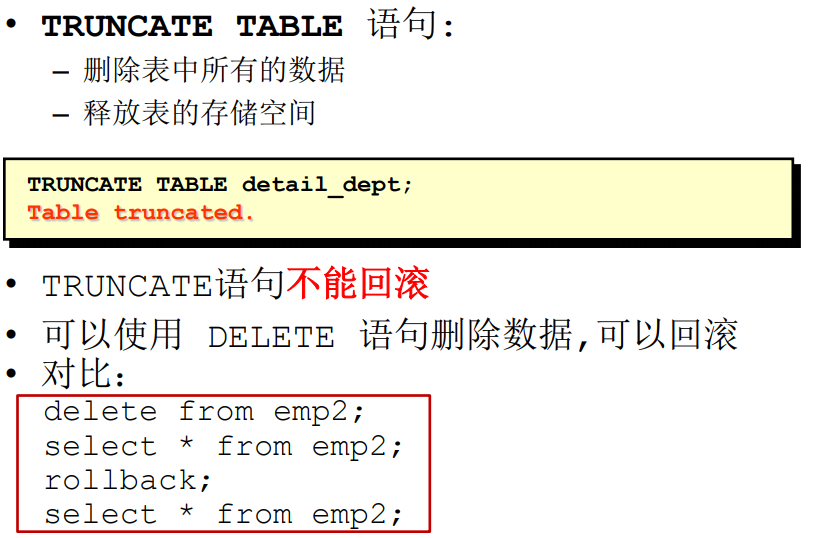 • TRUNCATE TABLE 语句:
– 删除表中所有的数据
– 释放表的存储空间
TRUNCATE TABLE detail_dept;
Table truncated.
• TRUNCATE语句不能回滚
• 可以使用 DELETE 语句删除数据,可以回滚
• 对比:
delete from emp2;
select * from emp2;
rollback;
select * from emp2;